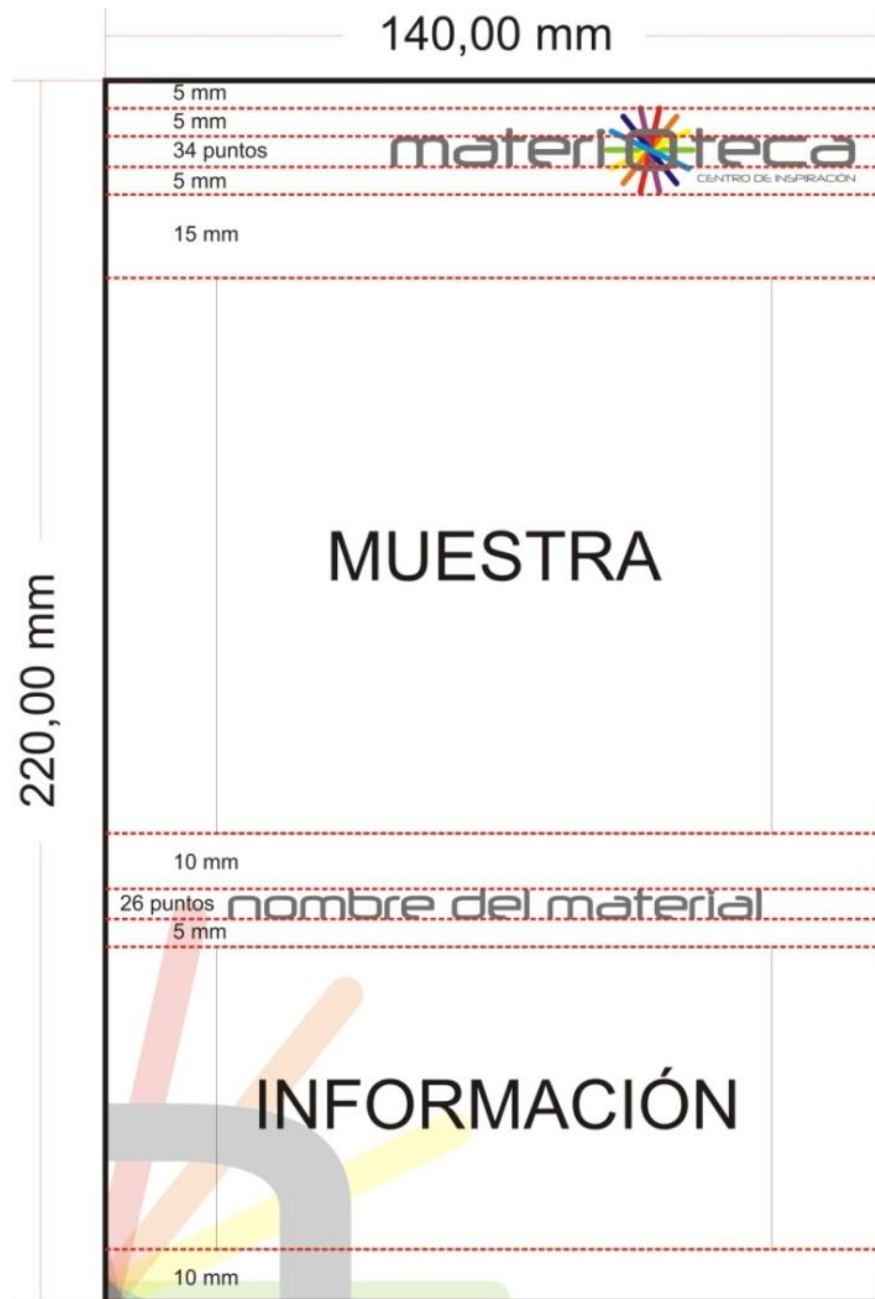 140,00 mm
5 mm
5 mm
34 puntos
materioteca
5 mm
CENTRO DE INSPIRACIÓN
15 mm
MUESTRA
220,00 mm
10 mm
26 puntos
nombre del material
5 mm
INFORMACIÓN
10 mm